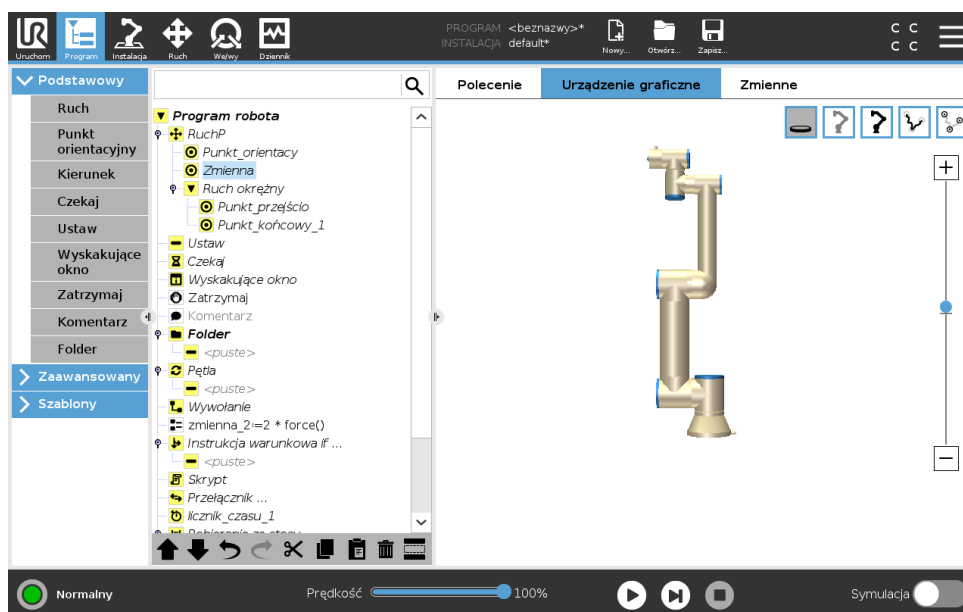 PROGRAM <beznazwy>*
INSTALACJA default*
Uruchom Program Instalacja Ruch We/wy Dziennik Nowy... Otwórz... Zapisz...
C C
C C
Podstawowy
Ruch
Punkt
orientacyjny
Kierunek
Czekaj
Ustaw
Wyskakujące
okno
Zatrzymaj
Komentarz
Folder
Zaawansowany
Szablony
Program robota
RuchP
Punkt_orientacy
Zmienna
Ruch okrężny
Punkt_przejścio
Punkt_końcowy_1
Ustaw
Czekaj
Wyskakujące okno
Zatrzymaj
Komentarz
Folder
<puste>
Pętla
<puste>
Wywołanie
zmienna_2:=2 * force()
Instrukcja warunkowa if ...
<puste>
Skrypt
Przełącznik ...
licznik_czasu_1
Polecenie Urządzenie graficzne Zmienne
Normalny Prędkość 100% Symulacja